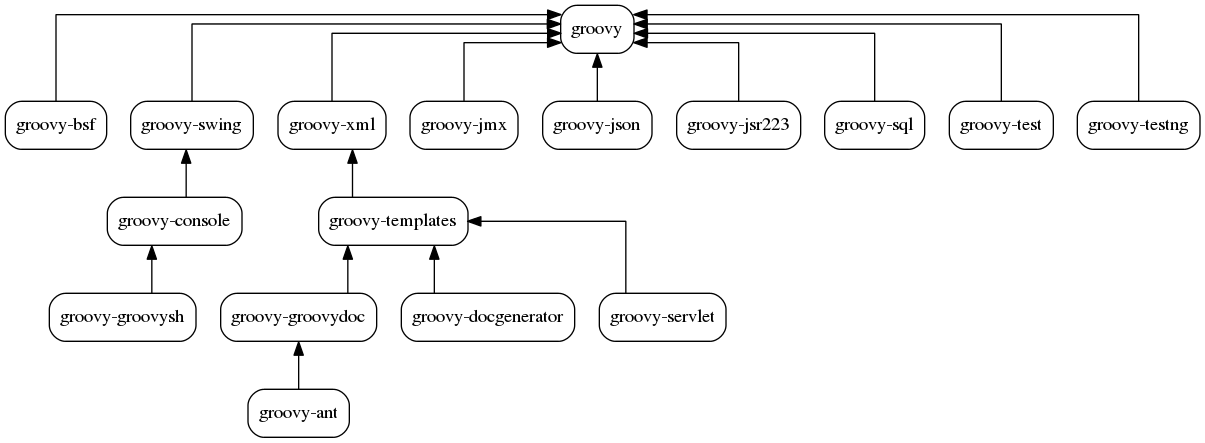 groovy
groovy-bsf
groovy-swing
groovy-xml
groovy-jmx
groovy-json
groovy-jsr223
groovy-sql
groovy-test
groovy-testng
groovy-console
groovy-templates
groovy-groovysh
groovy-groovydoc
groovy-docgenerator
groovy-servlet
groovy-ant